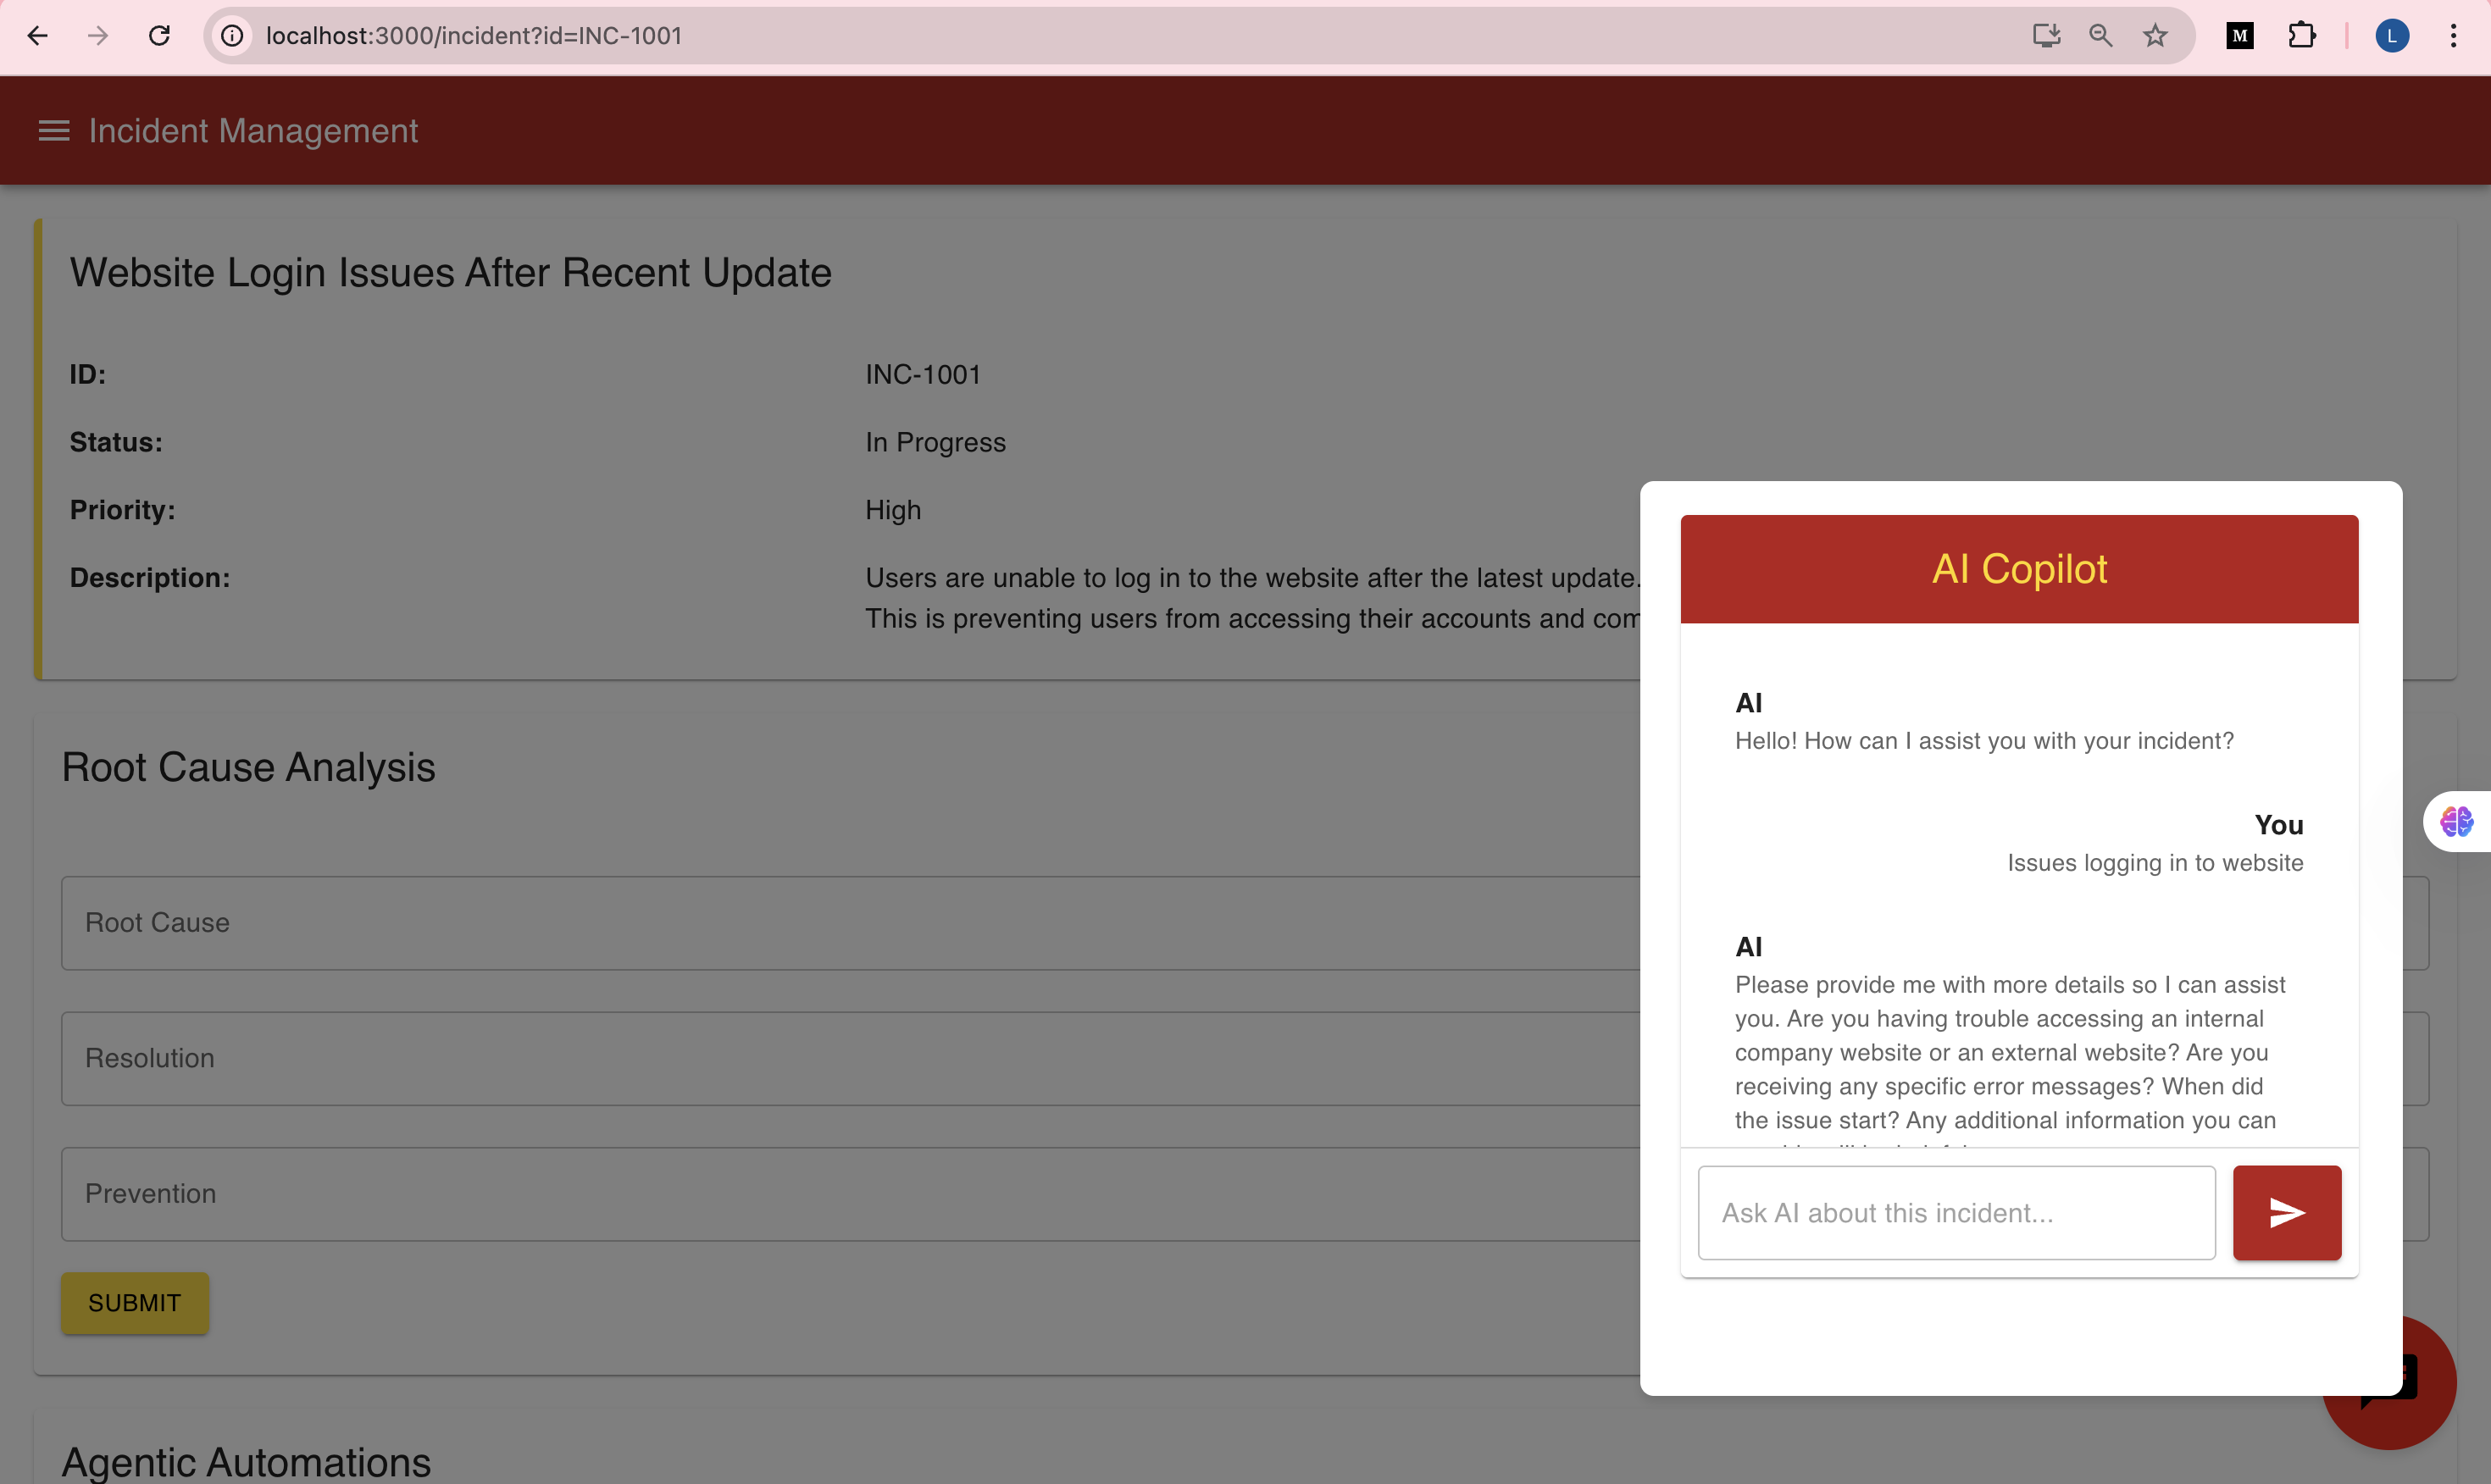 localhost:3000/incident?id=INC-1001
M
L
Incident Management
Website Login Issues After Recent Update
ID:
INC-1001
Status:
In Progress
Priority:
High
Description:
Users are unable to log in to the website after the latest update.
This is preventing users from accessing their accounts and com
Root Cause Analysis
Root Cause
Resolution
Prevention
SUBMIT
Agentic Automations
AI Copilot
AI
Hello! How can I assist you with your incident?
You
Issues logging in to website
AI
Please provide me with more details so I can assist
you. Are you having trouble accessing an internal
company website or an external website? Are you
receiving any specific error messages? When did
the issue start? Any additional information you can
Ask AI about this incident...